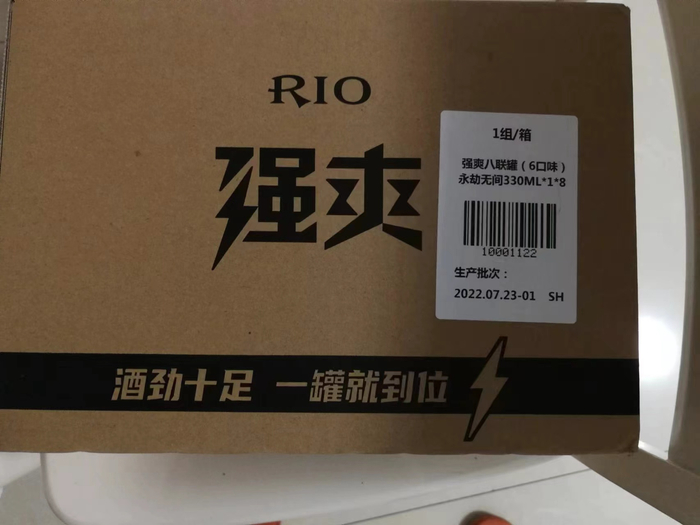 RIO
强爽
1组/箱
强爽八联罐（6口味）
永劫无间330ML*1*8
10001122
生产批次：
2022.07.23-01 SH
酒劲十足 一罐就到位